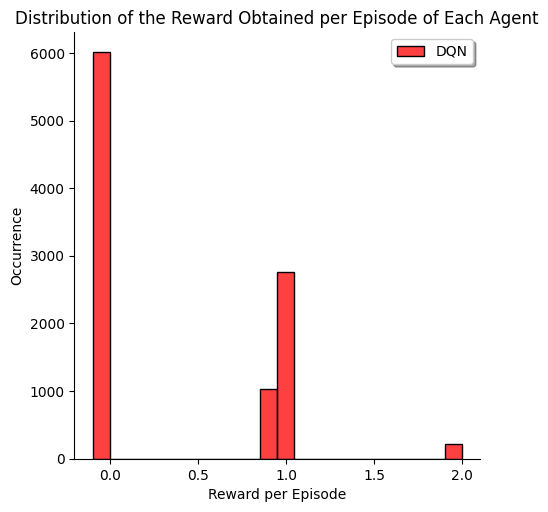 Distribution of the Reward Obtained per Episode of Each Agent
DQN
6000
5000
4000
3000
2000
1000
0
Occurrence
0.0 0.5 1.0 1.5 2.0
Reward per Episode